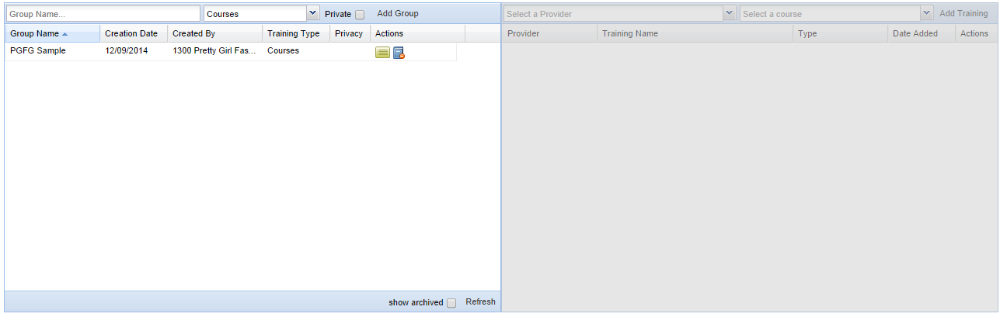 Group Name... Courses Private Add Group
Group Name Creation Date Created By Training Type Privacy Actions
PGFG Sample 12/09/2014 1300 Pretty Girl Fas... Courses
show archived Refresh
Select a Provider Select a course Add Training
Provider Training Name Type Date Added Actions